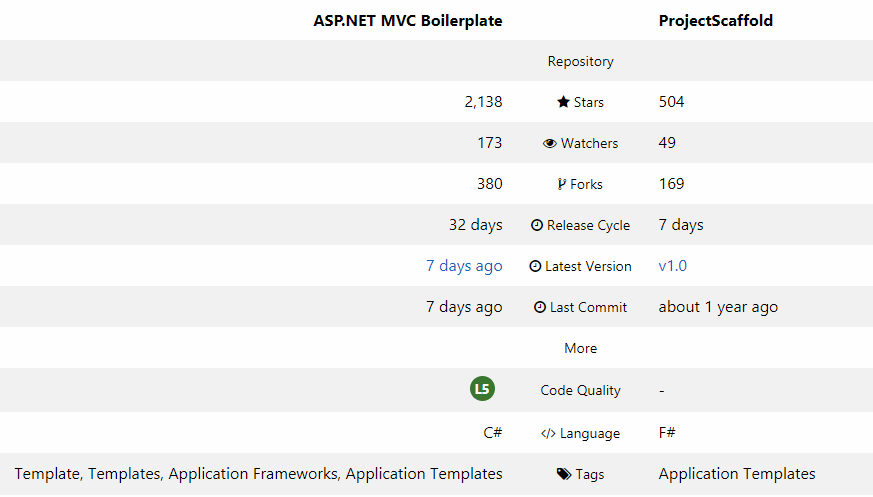 ASP.NET MVC Boilerplate ProjectScaffold
Repository
2,138 Stars 504
173 Watchers 49
380 Forks 169
32 days Release Cycle 7 days
7 days ago Latest Version v1.0
7 days ago Last Commit about 1 year ago
More
L5 Code Quality -
C# </> Language F#
Template, Templates, Application Frameworks, Application Templates Tags Application Templates